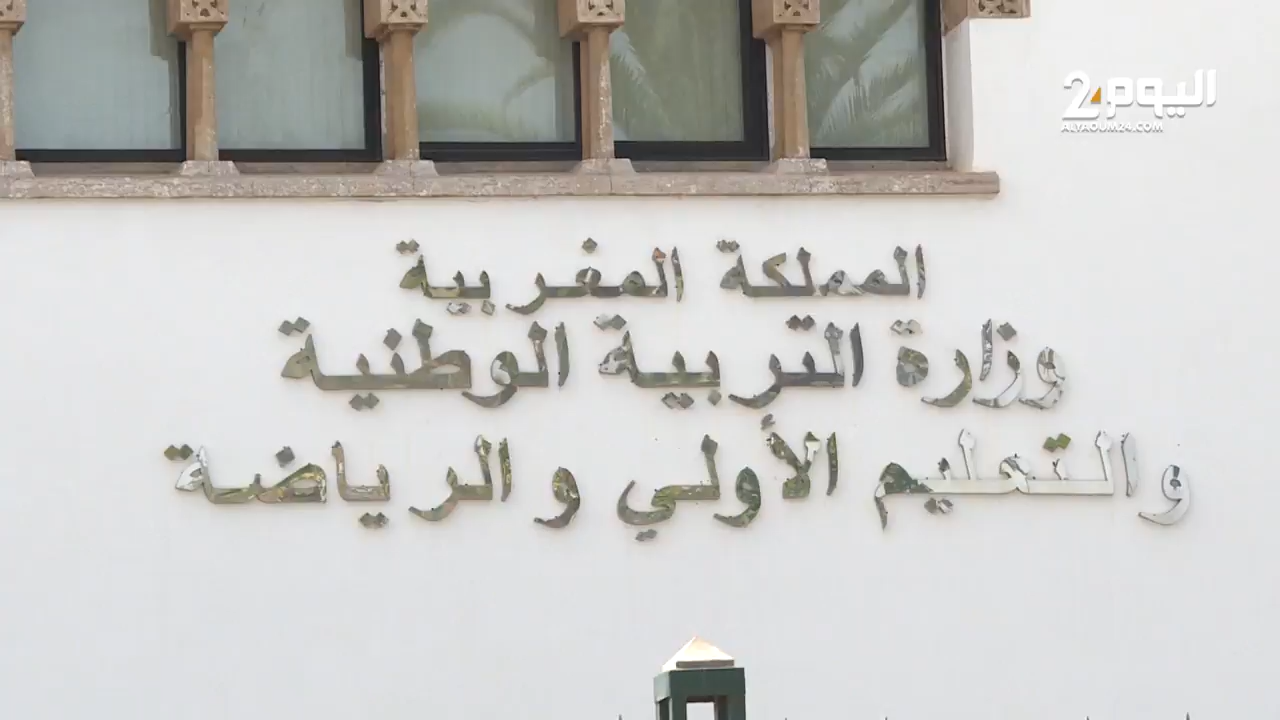 اليوم24
ALYAOUM24.COM
المملكة المغربية
وزارة التربية الوطنية
والتعليم الأولي والرياضة